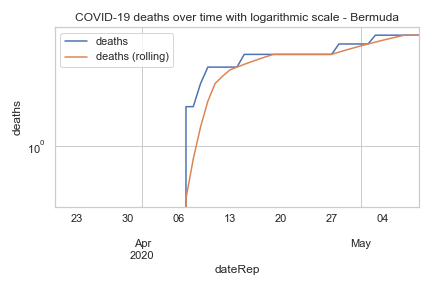 COVID-19 deaths over time with logarithmic scale - Bermuda
deaths
deaths (rolling)
deaths
10⁰
23 30 06 13 20 27 04
Apr May
2020
dateRep